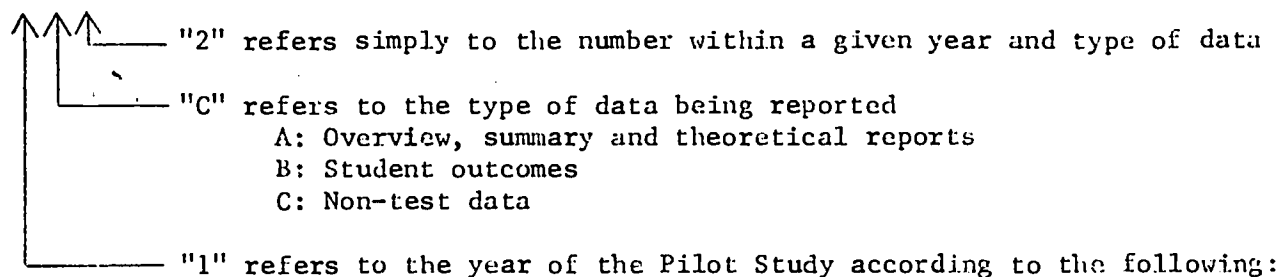 "2" refers simply to the number within a given year and type of data
"C" refers to the type of data being reported
A: Overview, summary and theoretical reports
B: Student outcomes
C: Non-test data
"1" refers to the year of the Pilot Study according to the following: